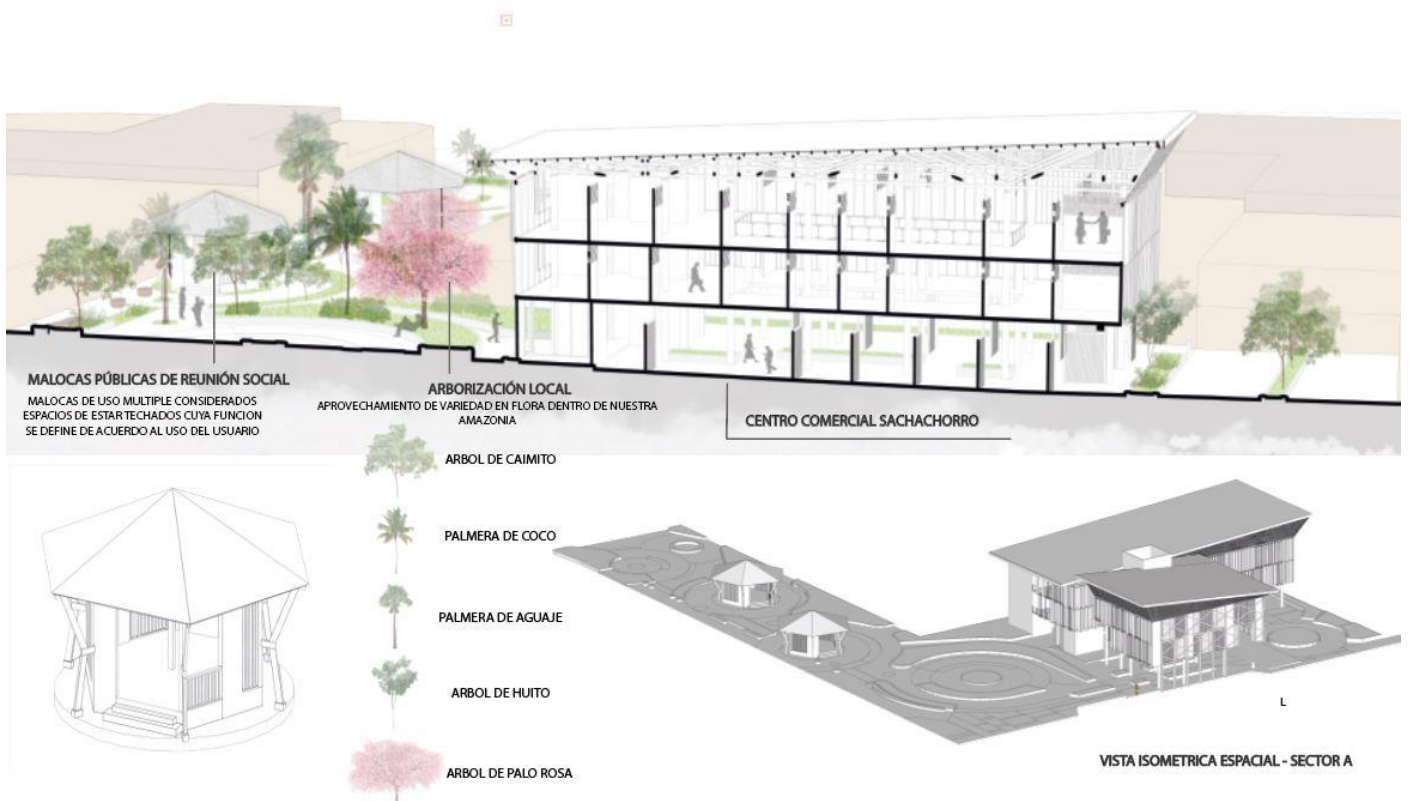 MALOCAS PÚBLICAS DE REUNIÓN SOCIAL
MALOCAS DE USO MULTIPLE CONSIDERADOS
ESPACIOS DE ESTAR TECHADOS CUYA FUNCION
SE DEFINE DE ACUERDO AL USO DEL USUARIO
ARBORIZACIÓN LOCAL
APROVECHAMIENTO DE VARIEDAD EN FLORA DENTRO DE NUESTRA
AMAZONIA
CENTRO COMERCIAL SACHACHORRO
ARBOL DE CAIMITO
PALMERA DE COCO
PALMERA DE AGUAJE
ARBOL DE HUITO
ARBOL DE PALO ROSA
L
VISTA ISOMETRICA ESPACIAL - SECTOR A